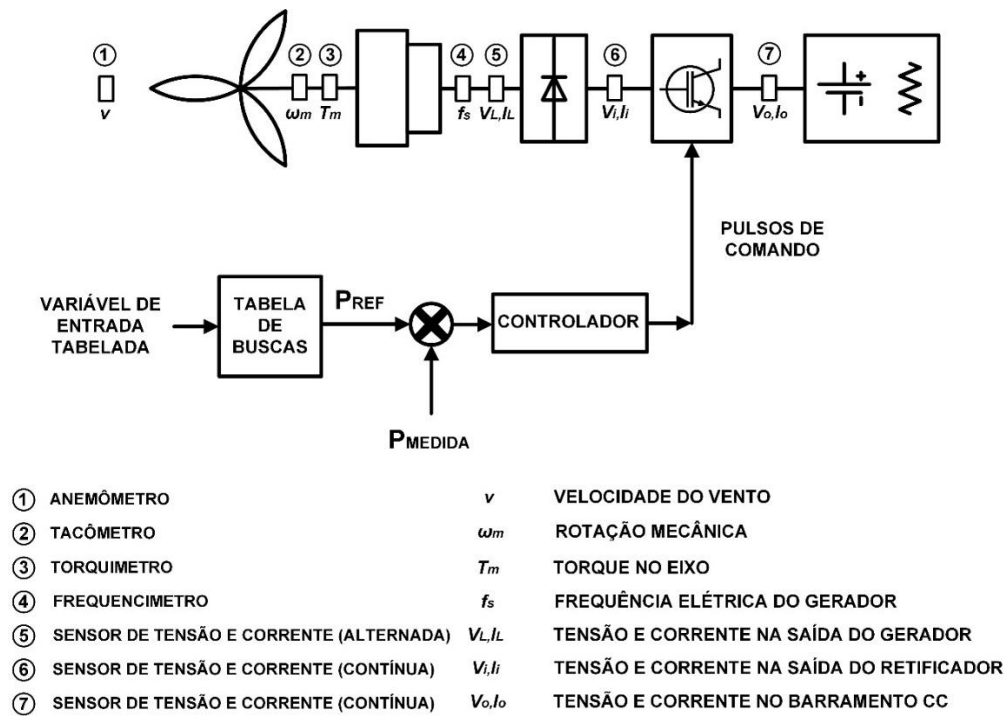 ① ② ③ ④ ⑤ ⑥ ⑦
v ωm Tm fs VL,IL Vi,Ii Vo,Io
+
PULSOS DE
COMANDO
VARIÁVEL DE
ENTRADA
TABELADA
TABELA
DE
BUSCAS
PREF
CONTROLADOR
PMEDIDA
① ANEMÔMETRO v VELOCIDADE DO VENTO
② TACÔMETRO ωm ROTAÇÃO MECÂNICA
③ TORQUIMETRO Tm TORQUE NO EIXO
④ FREQUENCIMETRO fs FREQUÊNCIA ELÉTRICA DO GERADOR
⑤ SENSOR DE TENSÃO E CORRENTE (ALTERNADA) VL,IL TENSÃO E CORRENTE NA SAÍDA DO GERADOR
⑥ SENSOR DE TENSÃO E CORRENTE (CONTÍNUA) Vi,Ii TENSÃO E CORRENTE NA SAÍDA DO RETIFICADOR
⑦ SENSOR DE TENSÃO E CORRENTE (CONTÍNUA) Vo,Io TENSÃO E CORRENTE NO BARRAMENTO CC